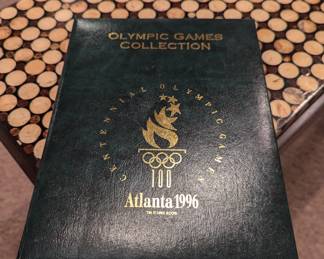 OLYMPIC GAMES
COLLECTION
CENTENNIAL OLYMPIC GAMES
100
Atlanta 1996